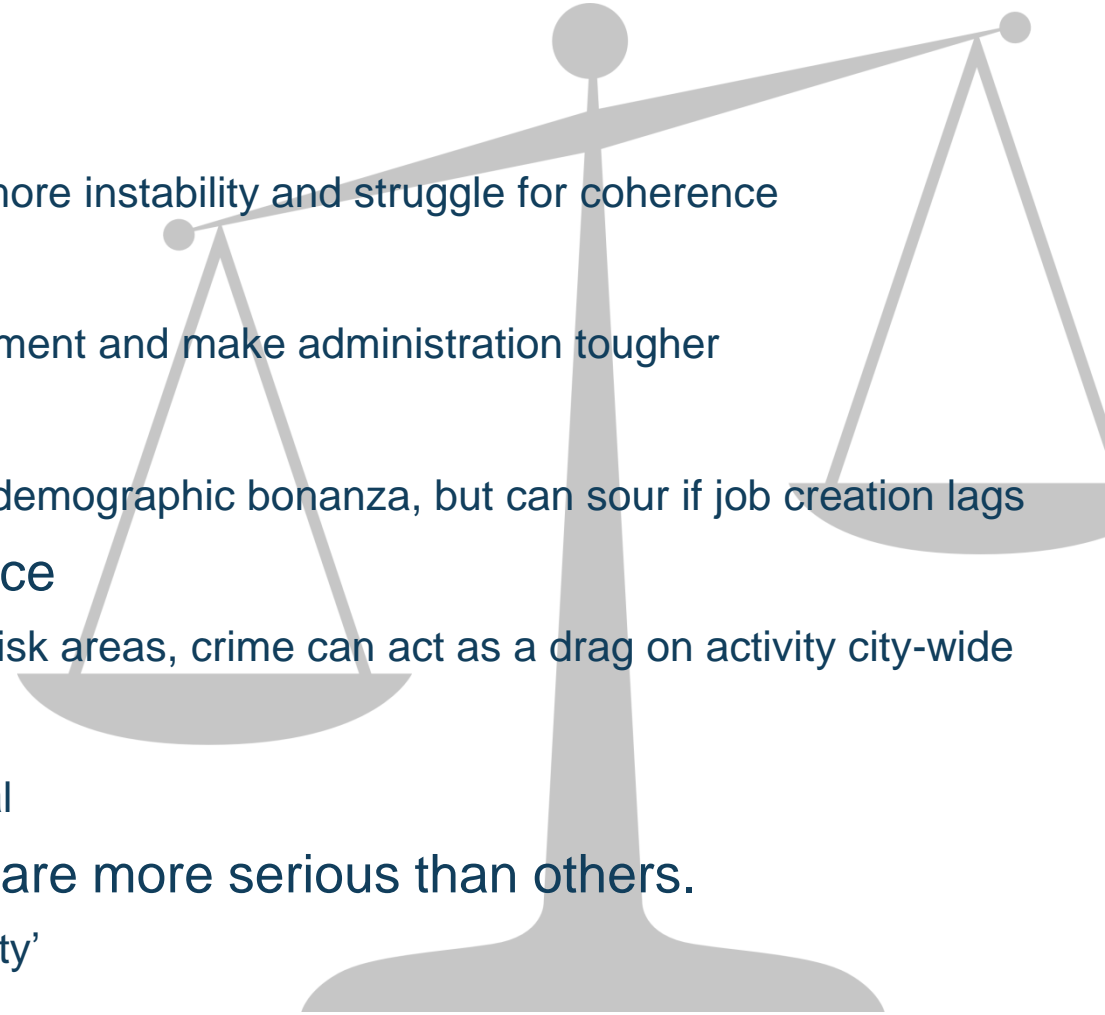 more instability and struggle for coherence
ment and make administration tougher
demographic bonanza, but can sour if job creation lags
ce
isk areas, crime can act as a drag on activity city-wide
l
are more serious than others.
ty’